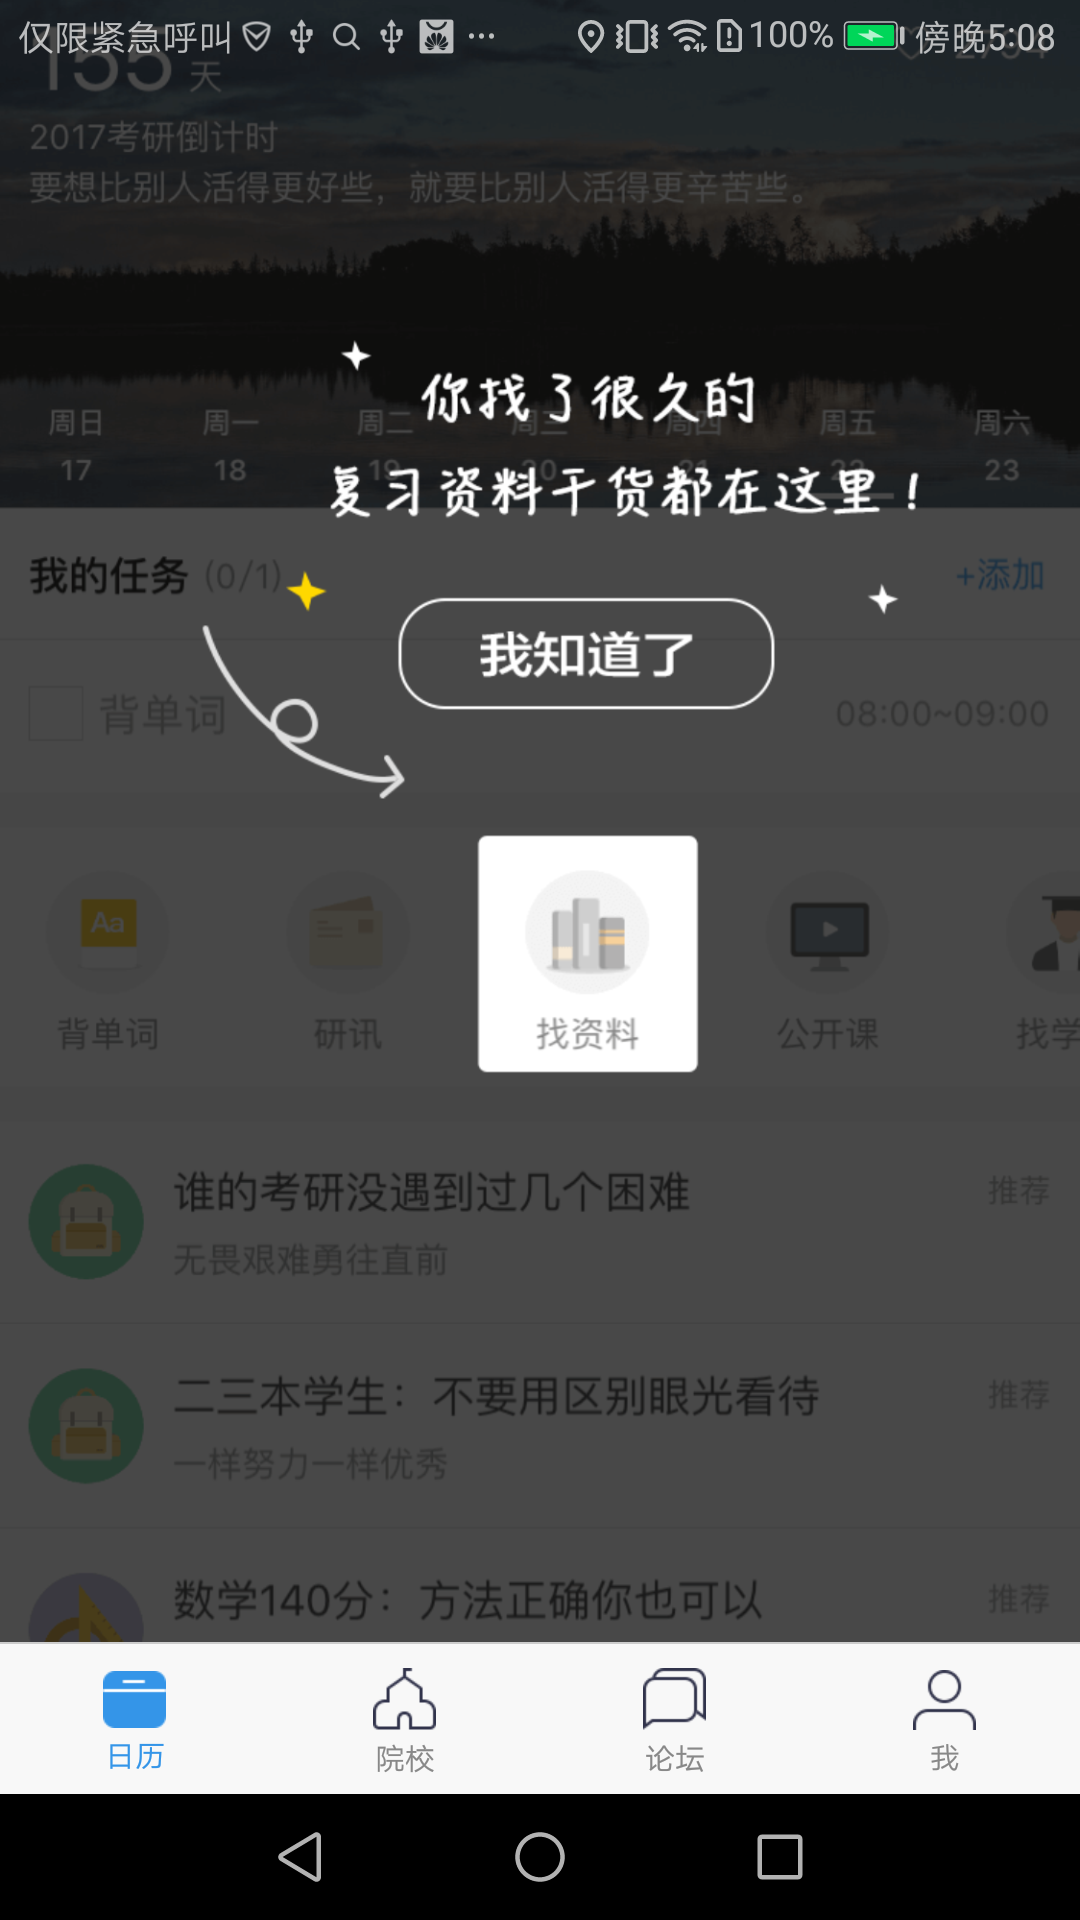 仅限紧急呼叫 ... 100% 傍晚5:08
155 天
2017考研倒计时
要想比别人活得更好些，就要比别人活得更辛苦些。
你找了很久的
周日 周一 周二 周三 周四 周五 周六
17 18 19 20 21 22 23
复习资料干货都在这里！
我的任务 (0/1) +添加
我知道了
背单词 08:00~09:00
Aa
背单词 研讯 找资料 公开课 找学
谁的考研没遇到过几个困难 推荐
无畏艰难勇往直前
二三本学生：不要用区别眼光看待 推荐
一样努力一样优秀
数学140分：方法正确你也可以 推荐
日历 院校 论坛 我